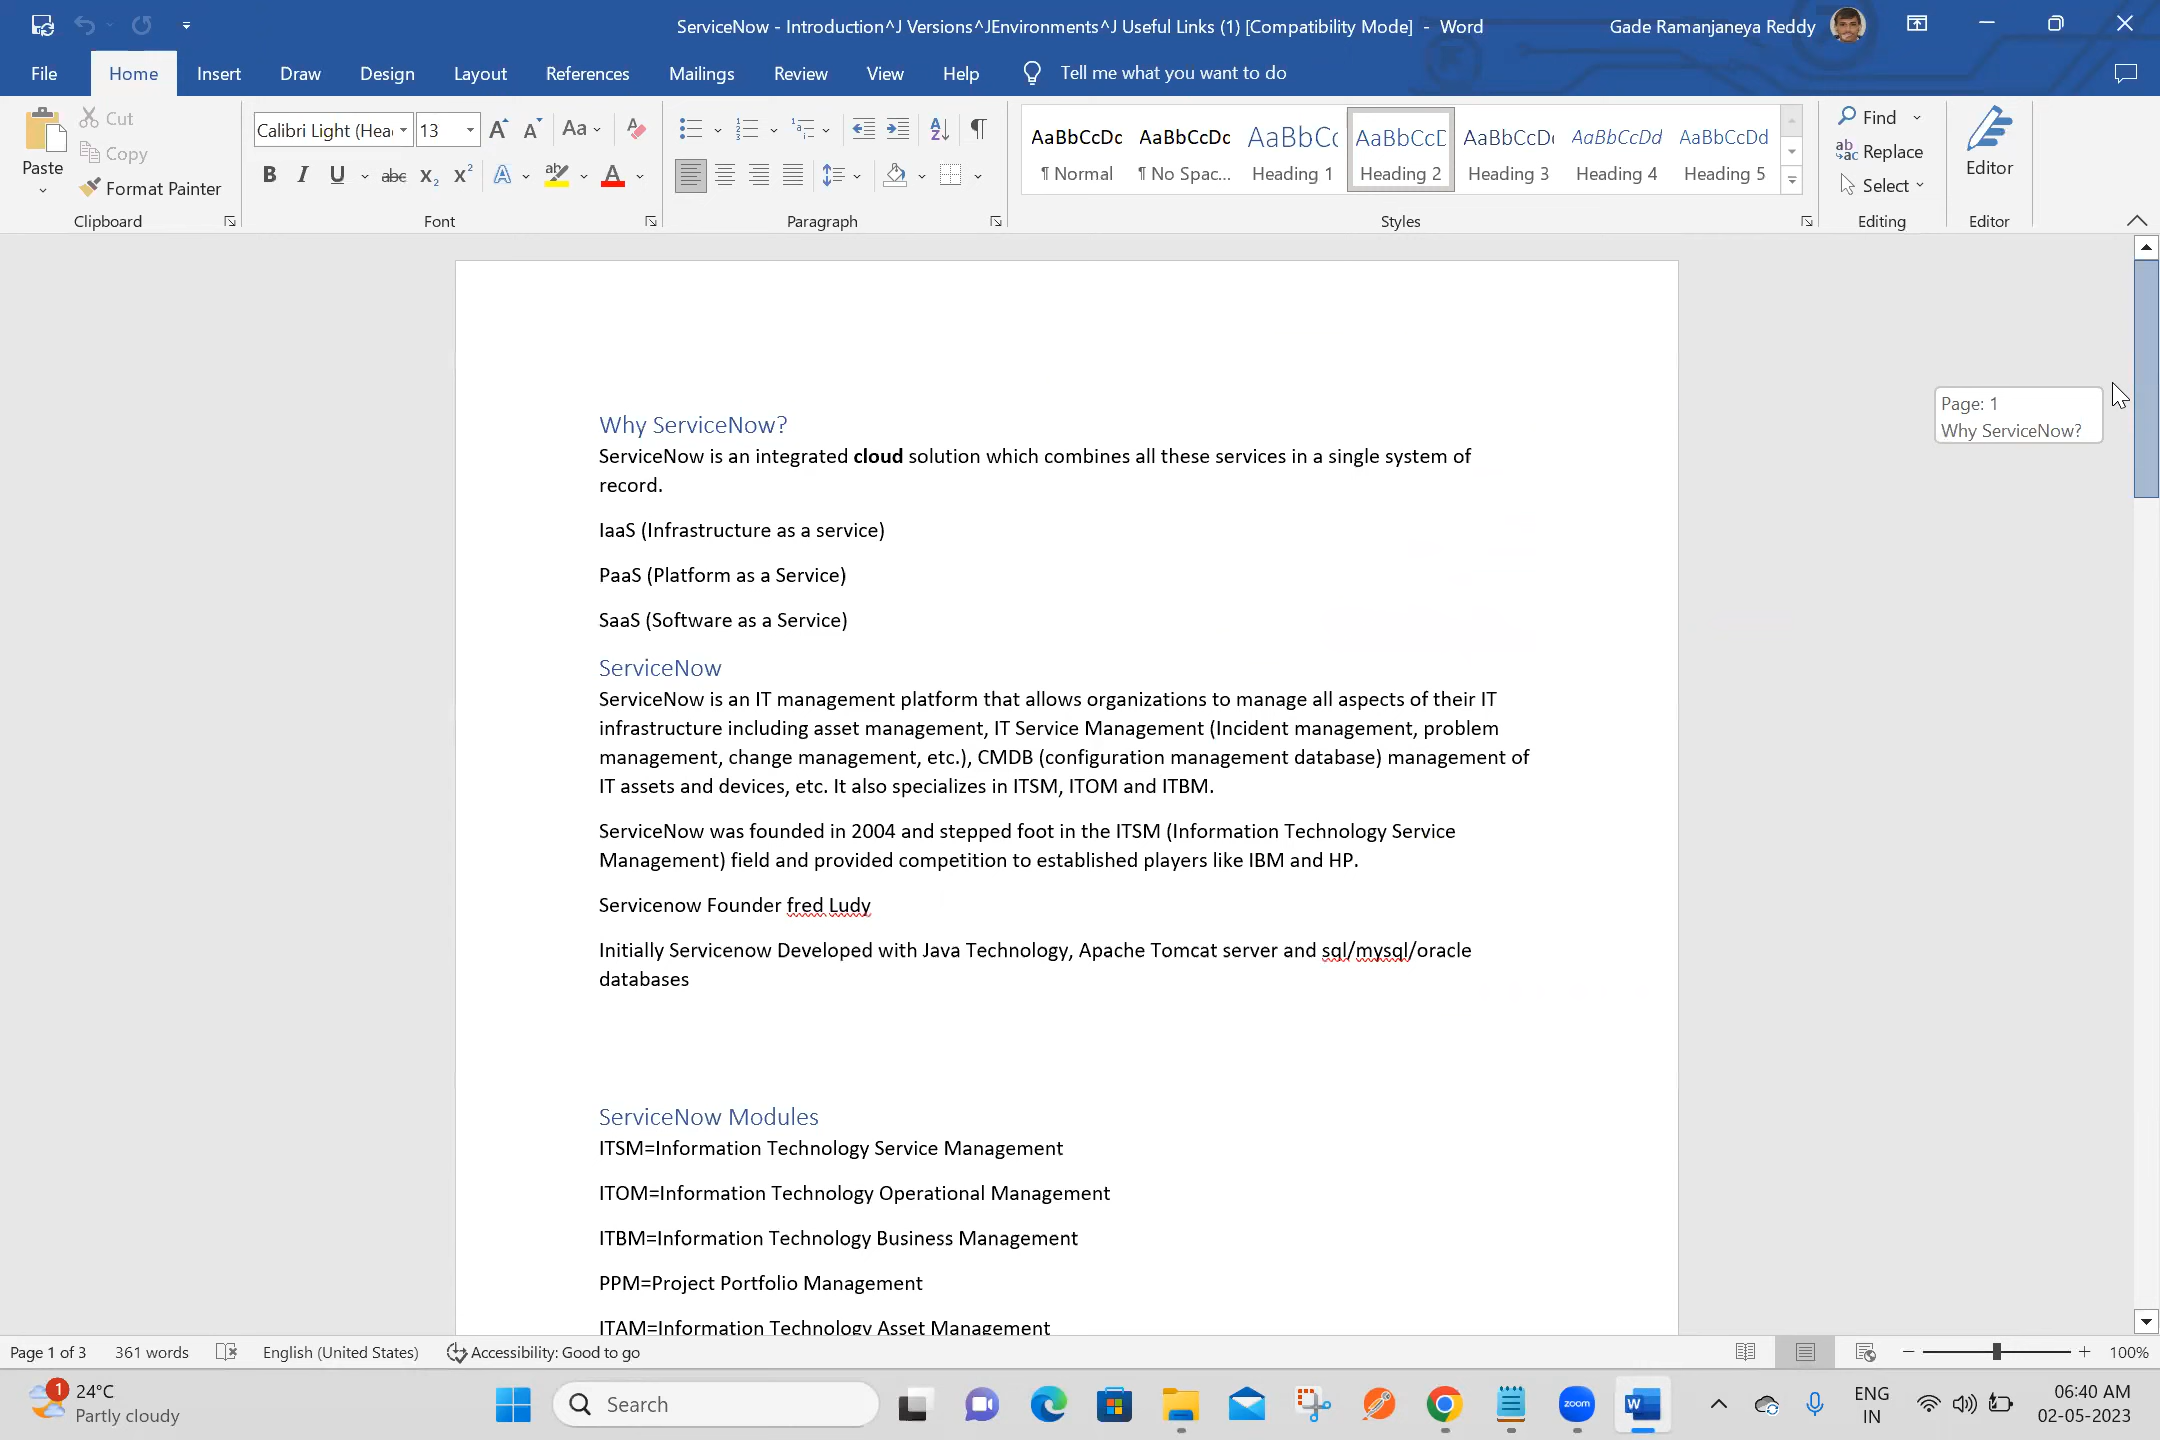 ServiceNow - Introduction^J Versions^JEnvironments^J Useful Links (1) [Compatibility Mode] - Word
Gade Ramanjaneya Reddy
File Home Insert Draw Design Layout References Mailings Review View Help Tell me what you want to do
Paste
Cut
Copy
Format Painter
Clipboard
Calibri Light (Hea 13
Font
Paragraph
AaBbCcDc AaBbCcDc AaBbCc AaBbCcD AaBbCcD AaBbCcDd AaBbCcDd
¶ Normal ¶ No Spac... Heading 1 Heading 2 Heading 3 Heading 4 Heading 5
Styles
Find
Replace
Select
Editing
Editor
Editor
Page: 1
Why ServiceNow?
Why ServiceNow?
ServiceNow is an integrated cloud solution which combines all these services in a single system of
record.
IaaS (Infrastructure as a service)
PaaS (Platform as a Service)
SaaS (Software as a Service)
ServiceNow
ServiceNow is an IT management platform that allows organizations to manage all aspects of their IT
infrastructure including asset management, IT Service Management (Incident management, problem
management, change management, etc.), CMDB (configuration management database) management of
IT assets and devices, etc. It also specializes in ITSM, ITOM and ITBM.
ServiceNow was founded in 2004 and stepped foot in the ITSM (Information Technology Service
Management) field and provided competition to established players like IBM and HP.
Servicenow Founder fred Ludy
Initially Servicenow Developed with Java Technology, Apache Tomcat server and sql/mysql/oracle
databases
ServiceNow Modules
ITSM=Information Technology Service Management
ITOM=Information Technology Operational Management
ITBM=Information Technology Business Management
PPM=Project Portfolio Management
ITAM=Information Technology Asset Management
Page 1 of 3 361 words English (United States) Accessibility: Good to go 100%
1
24°C
Partly cloudy
Search
zoom
ENG
IN
06:40 AM
02-05-2023